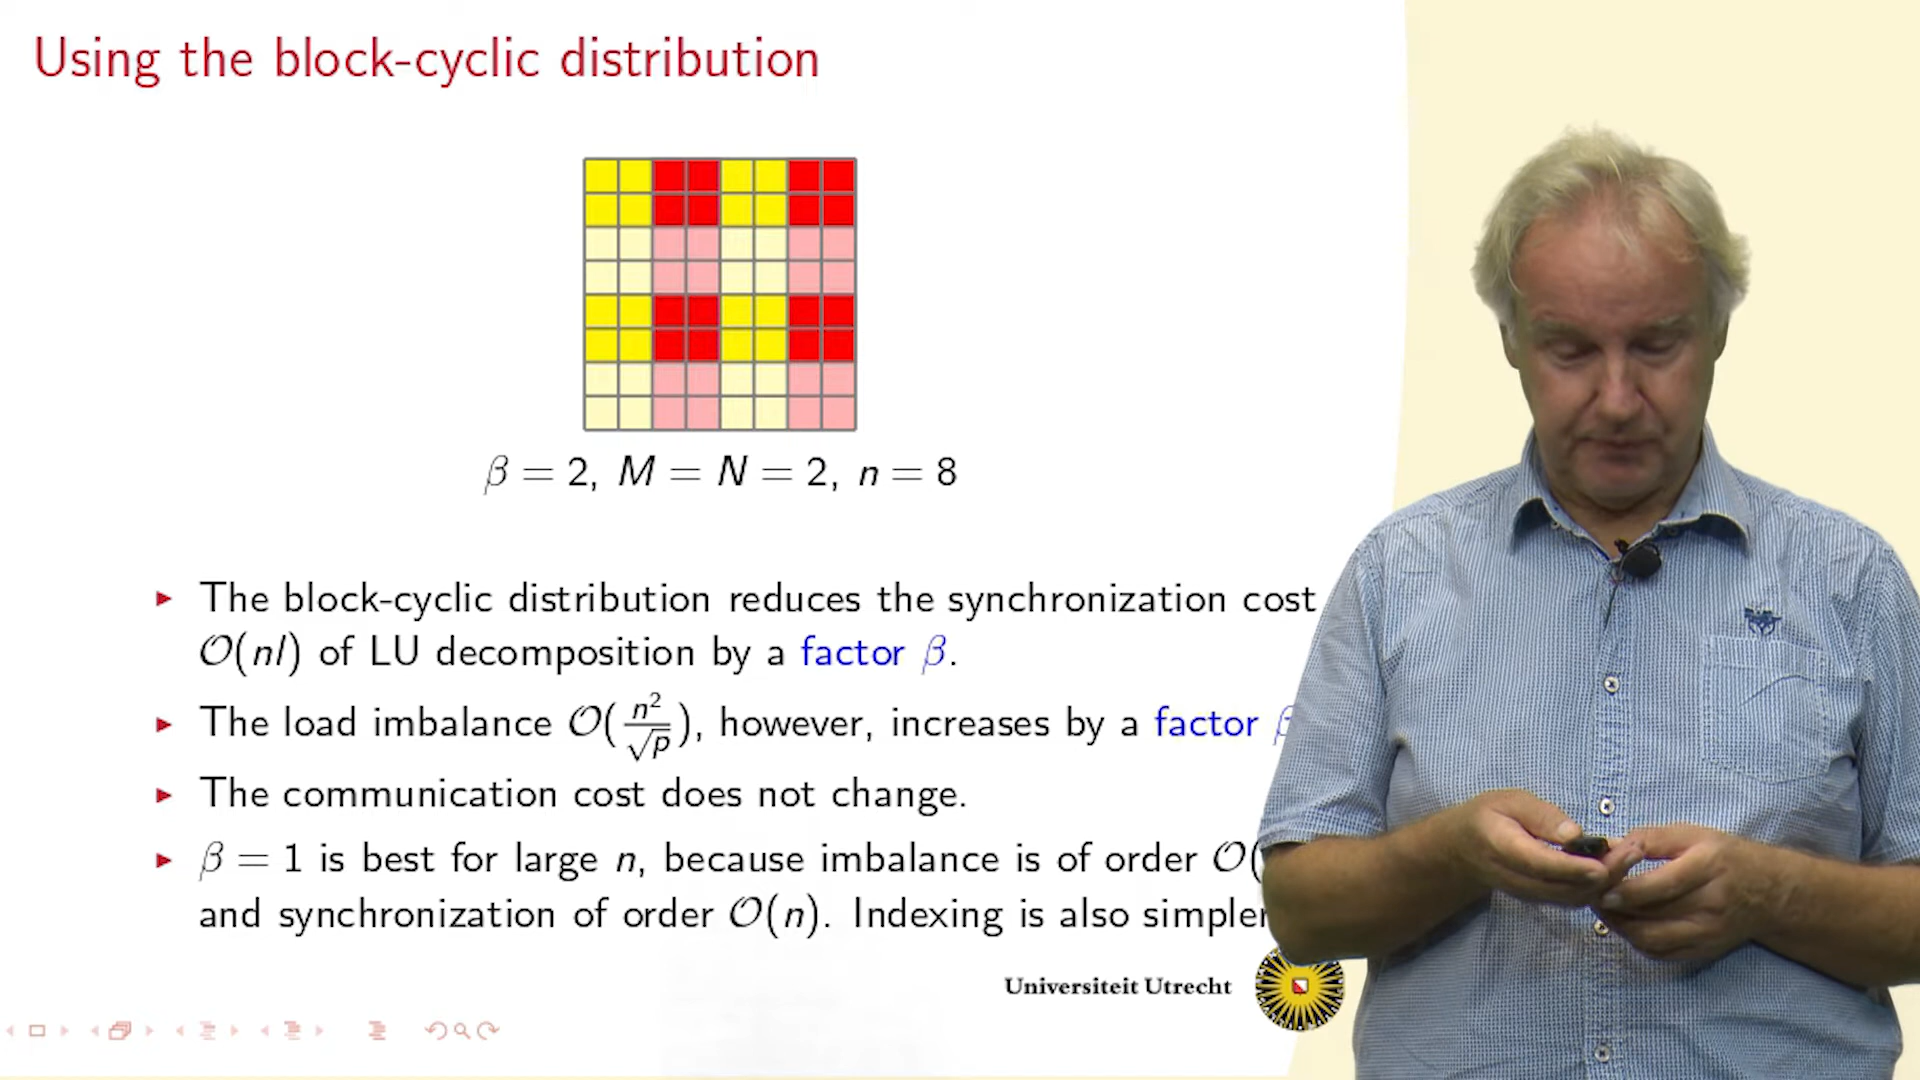 Using the block-cyclic distribution
β = 2, M = N = 2, n = 8
▸ The block-cyclic distribution reduces the synchronization cost
O(nl) of LU decomposition by a factor β.
▸ The load imbalance O(n²/√p), however, increases by a factor β
▸ The communication cost does not change.
▸ β = 1 is best for large n, because imbalance is of order O(
and synchronization of order O(n). Indexing is also simpler
Universiteit Utrecht